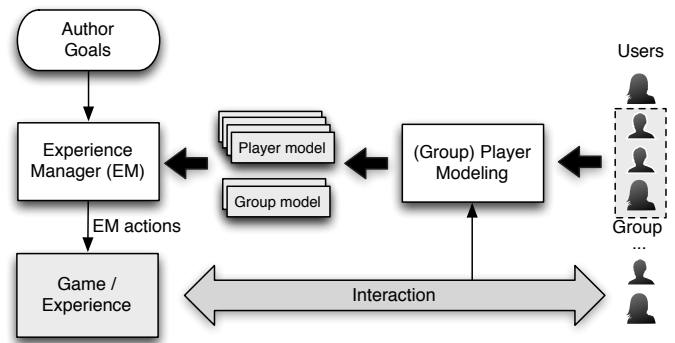 Author
Goals
Users
Experience
Manager (EM)
Player model
Group model
(Group) Player
Modeling
EM actions
Group
...
Game /
Experience
Interaction